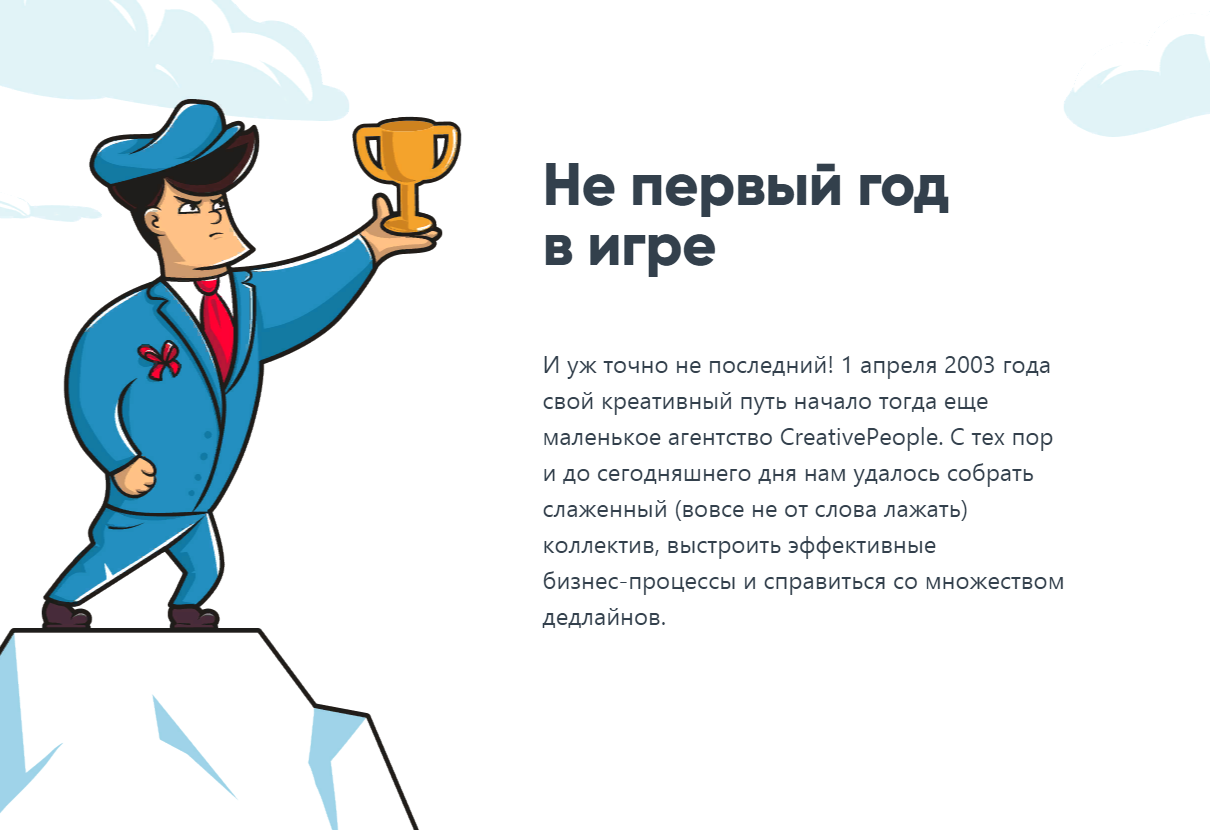 Не первый год
в игре
И уж точно не последний! 1 апреля 2003 года
свой креативный путь начало тогда еще
маленькое агентство CreativePeople. С тех пор
и до сегодняшнего дня нам удалось собрать
слаженный (вовсе не от слова лажать)
коллектив, выстроить эффективные
бизнес-процессы и справиться со множеством
дедлайнов.